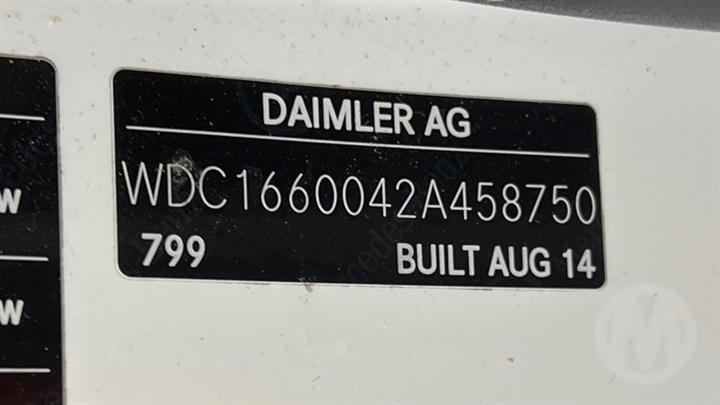 DAIMLER AG
WDC1660042A458750
799 BUILT AUG 14
W
W